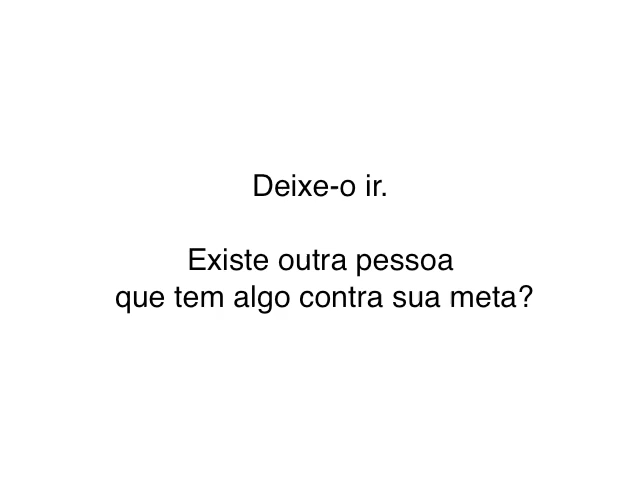 Deixe-o ir.
Existe outra pessoa
que tem algo contra sua meta?